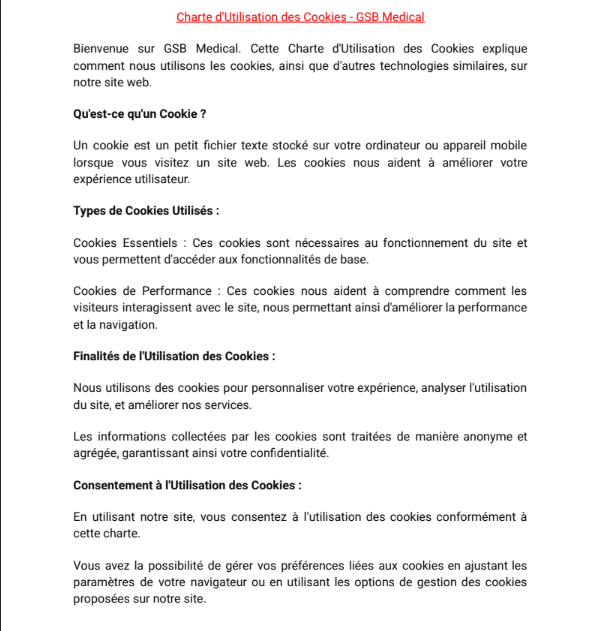 Charte d'Utilisation des Cookies - GSB Medical
Bienvenue sur GSB Medical. Cette Charte d'Utilisation des Cookies explique
comment nous utilisons les cookies, ainsi que d'autres technologies similaires, sur
notre site web.
Qu'est-ce qu'un Cookie ?
Un cookie est un petit fichier texte stocké sur votre ordinateur ou appareil mobile
lorsque vous visitez un site web. Les cookies nous aident à améliorer votre
expérience utilisateur.
Types de Cookies Utilisés :
Cookies Essentiels : Ces cookies sont nécessaires au fonctionnement du site et
vous permettent d'accéder aux fonctionnalités de base.
Cookies de Performance : Ces cookies nous aident à comprendre comment les
visiteurs interagissent avec le site, nous permettant ainsi d'améliorer la performance
et la navigation.
Finalités de l'Utilisation des Cookies :
Nous utilisons des cookies pour personnaliser votre expérience, analyser l'utilisation
du site, et améliorer nos services.
Les informations collectées par les cookies sont traitées de manière anonyme et
agrégée, garantissant ainsi votre confidentialité.
Consentement à l'Utilisation des Cookies :
En utilisant notre site, vous consentez à l'utilisation des cookies conformément à
cette charte.
Vous avez la possibilité de gérer vos préférences liées aux cookies en ajustant les
paramètres de votre navigateur ou en utilisant les options de gestion des cookies
proposées sur notre site.